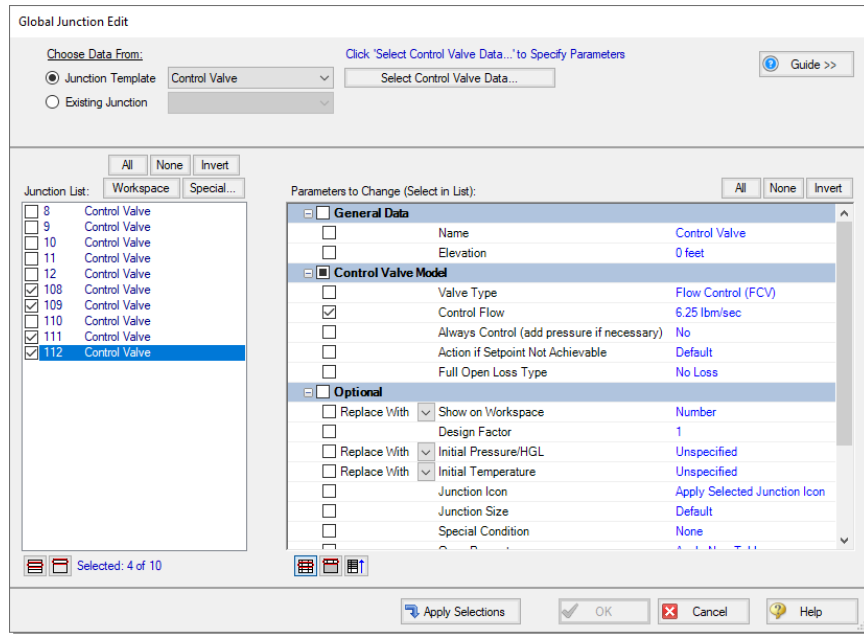 Global Junction Edit
Choose Data From:
Click 'Select Control Valve Data...' to Specify Parameters
Junction Template Control Valve Select Control Valve Data... Guide >>
Existing Junction
All None Invert
Junction List: Workspace Special... Parameters to Change (Select in List): All None Invert
8 Control Valve
9 Control Valve
10 Control Valve
11 Control Valve
12 Control Valve
108 Control Valve
109 Control Valve
110 Control Valve
111 Control Valve
112 Control Valve
General Data
Name Control Valve
Elevation 0 feet
Control Valve Model
Valve Type Flow Control (FCV)
Control Flow 6.25 lbm/sec
Always Control (add pressure if necessary) No
Action if Setpoint Not Achievable Default
Full Open Loss Type No Loss
Optional
Replace With Show on Workspace Number
Design Factor 1
Replace With Initial Pressure/HGL Unspecified
Replace With Initial Temperature Unspecified
Junction Icon Apply Selected Junction Icon
Junction Size Default
Special Condition None
Selected: 4 of 10
Apply Selections OK Cancel Help